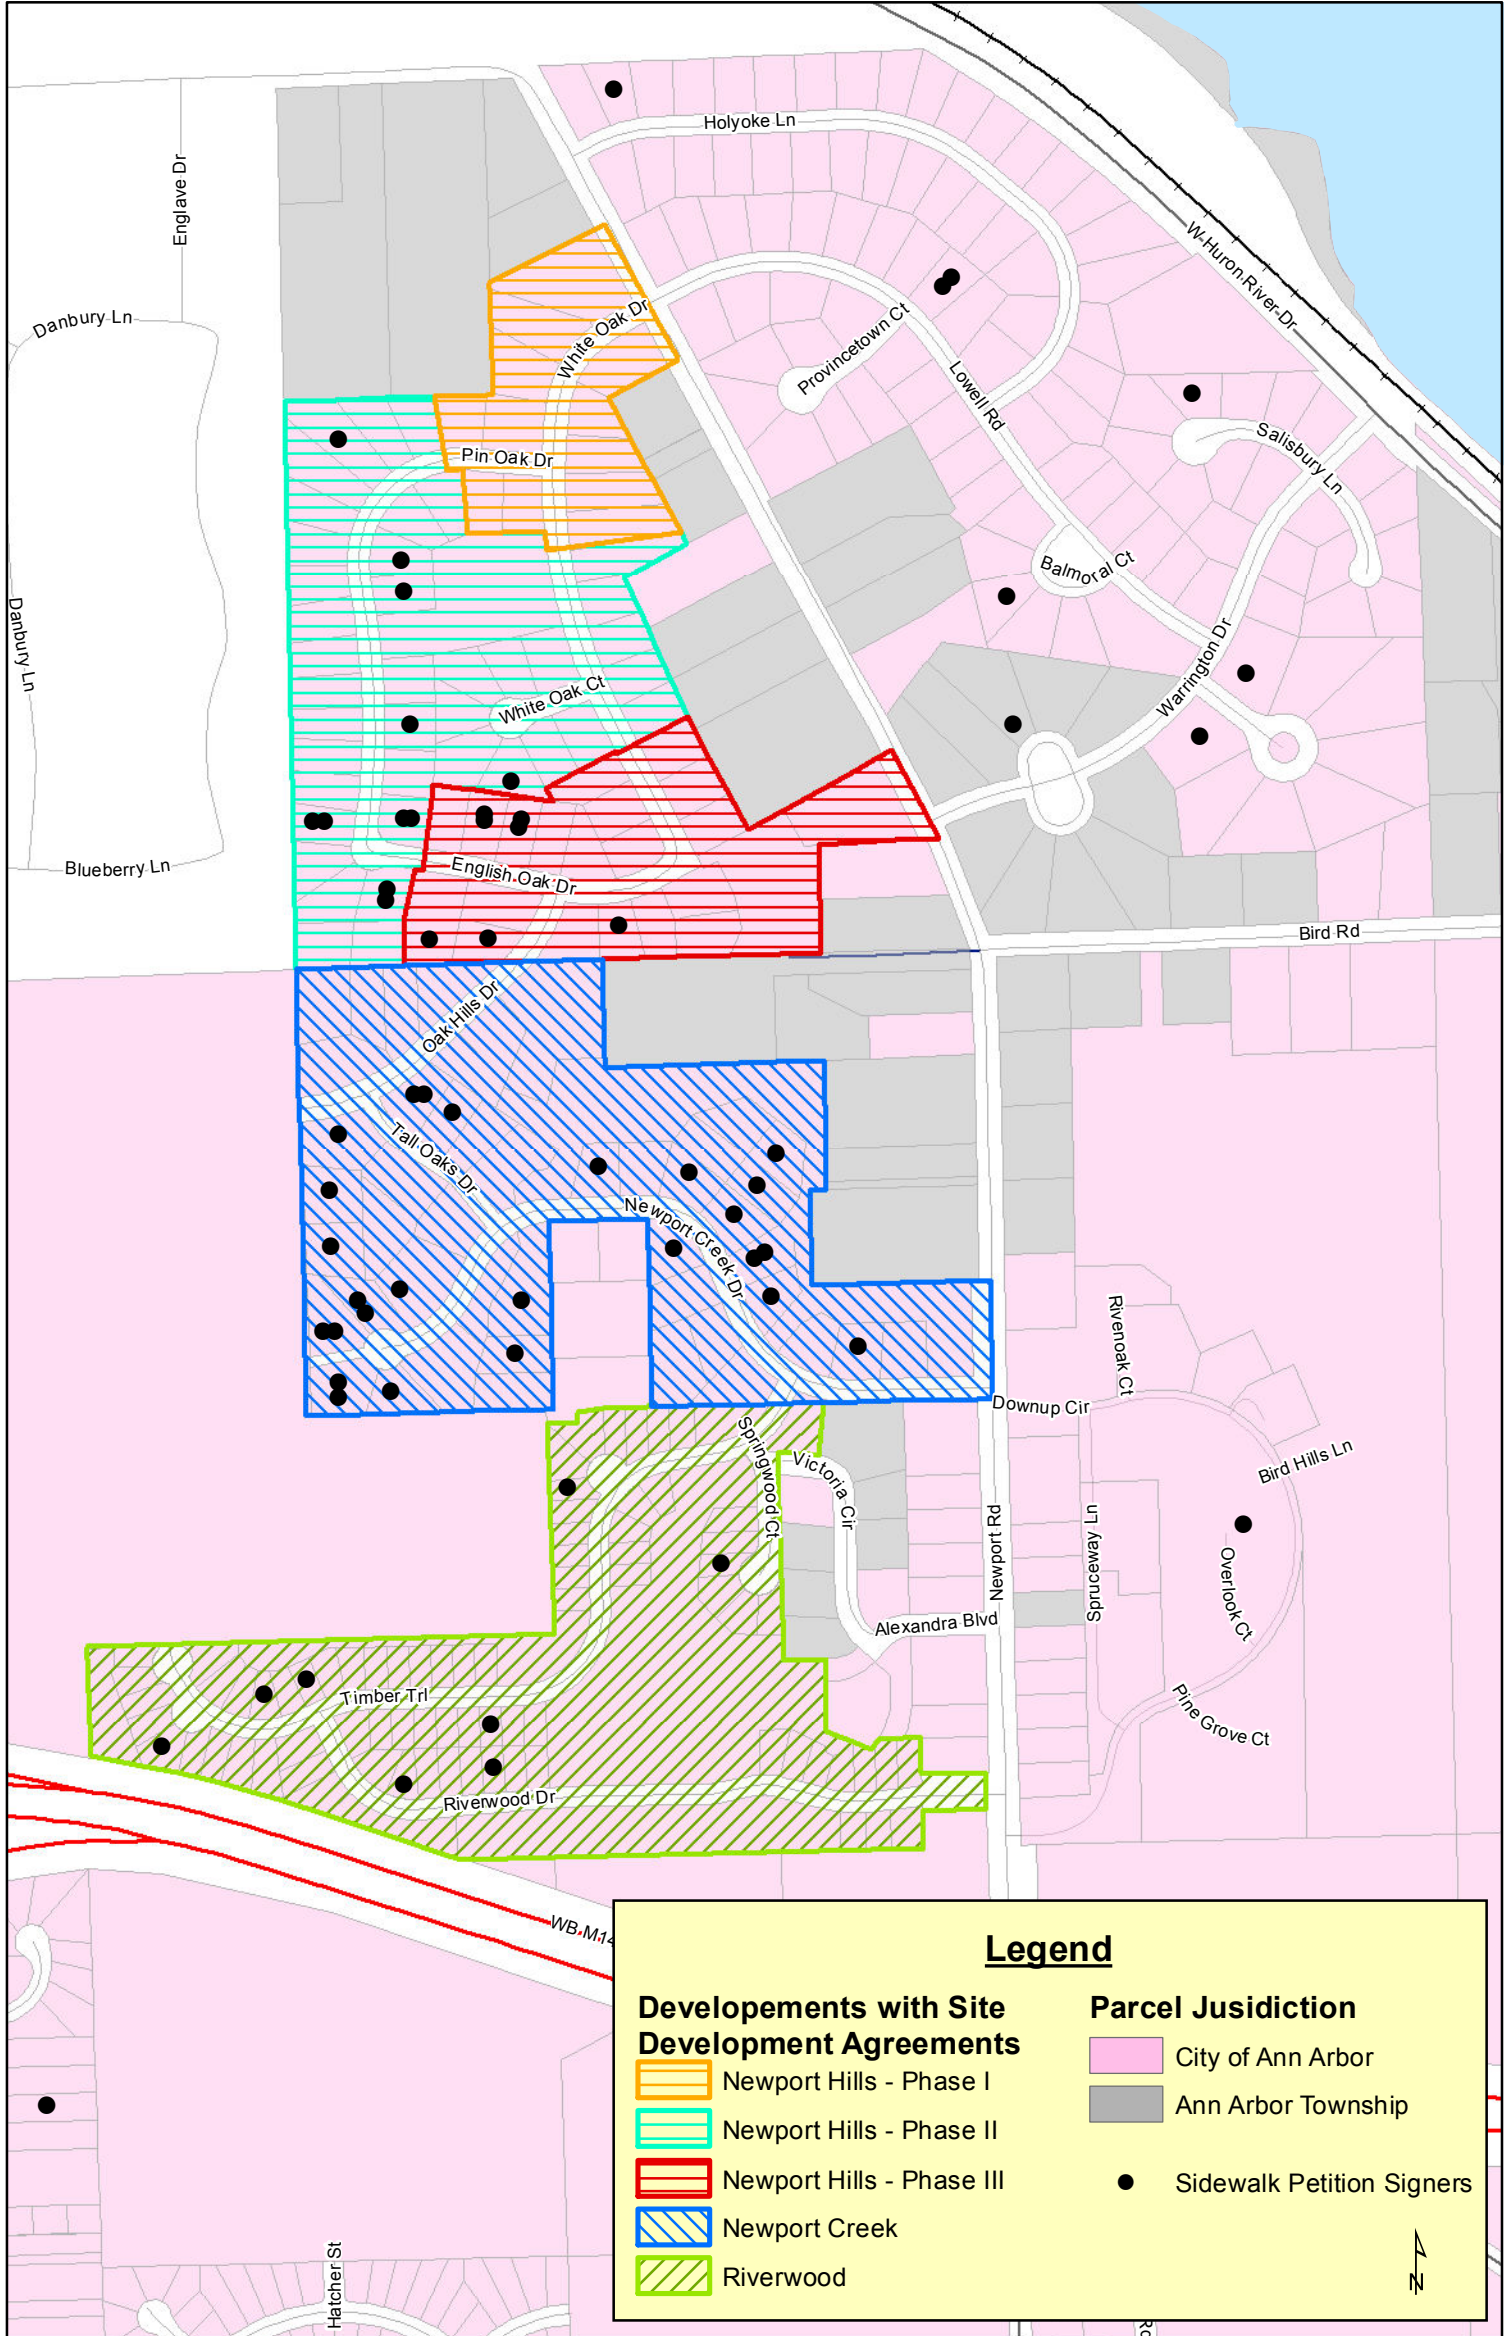 Holyoke Ln
Englave Dr
W Huron River Dr
Danbury Ln
White Oak Dr
Provincetown Ct
Lowell Rd
Salisbury Ln
Pin Oak Dr
Balmoral Ct
Danbury Ln
Warrington Dr
White Oak Ct
Blueberry Ln
English Oak Dr
Bird Rd
Oak Hills Dr
Tall Oaks Dr
Newport Creek Dr
Rivenoak Ct
Downup Cir
Springwood Ct
Victoria Cir
Bird Hills Ln
Newport Rd
Spruceway Ln
Overlook Ct
Alexandra Blvd
Timber Trl
Pine Grove Ct
Riverwood Dr
WB M14
Hatcher St
Legend
Developements with Site
Development Agreements
Newport Hills - Phase I
Newport Hills - Phase II
Newport Hills - Phase III
Newport Creek
Riverwood
Parcel Jusidiction
City of Ann Arbor
Ann Arbor Township
Sidewalk Petition Signers
N